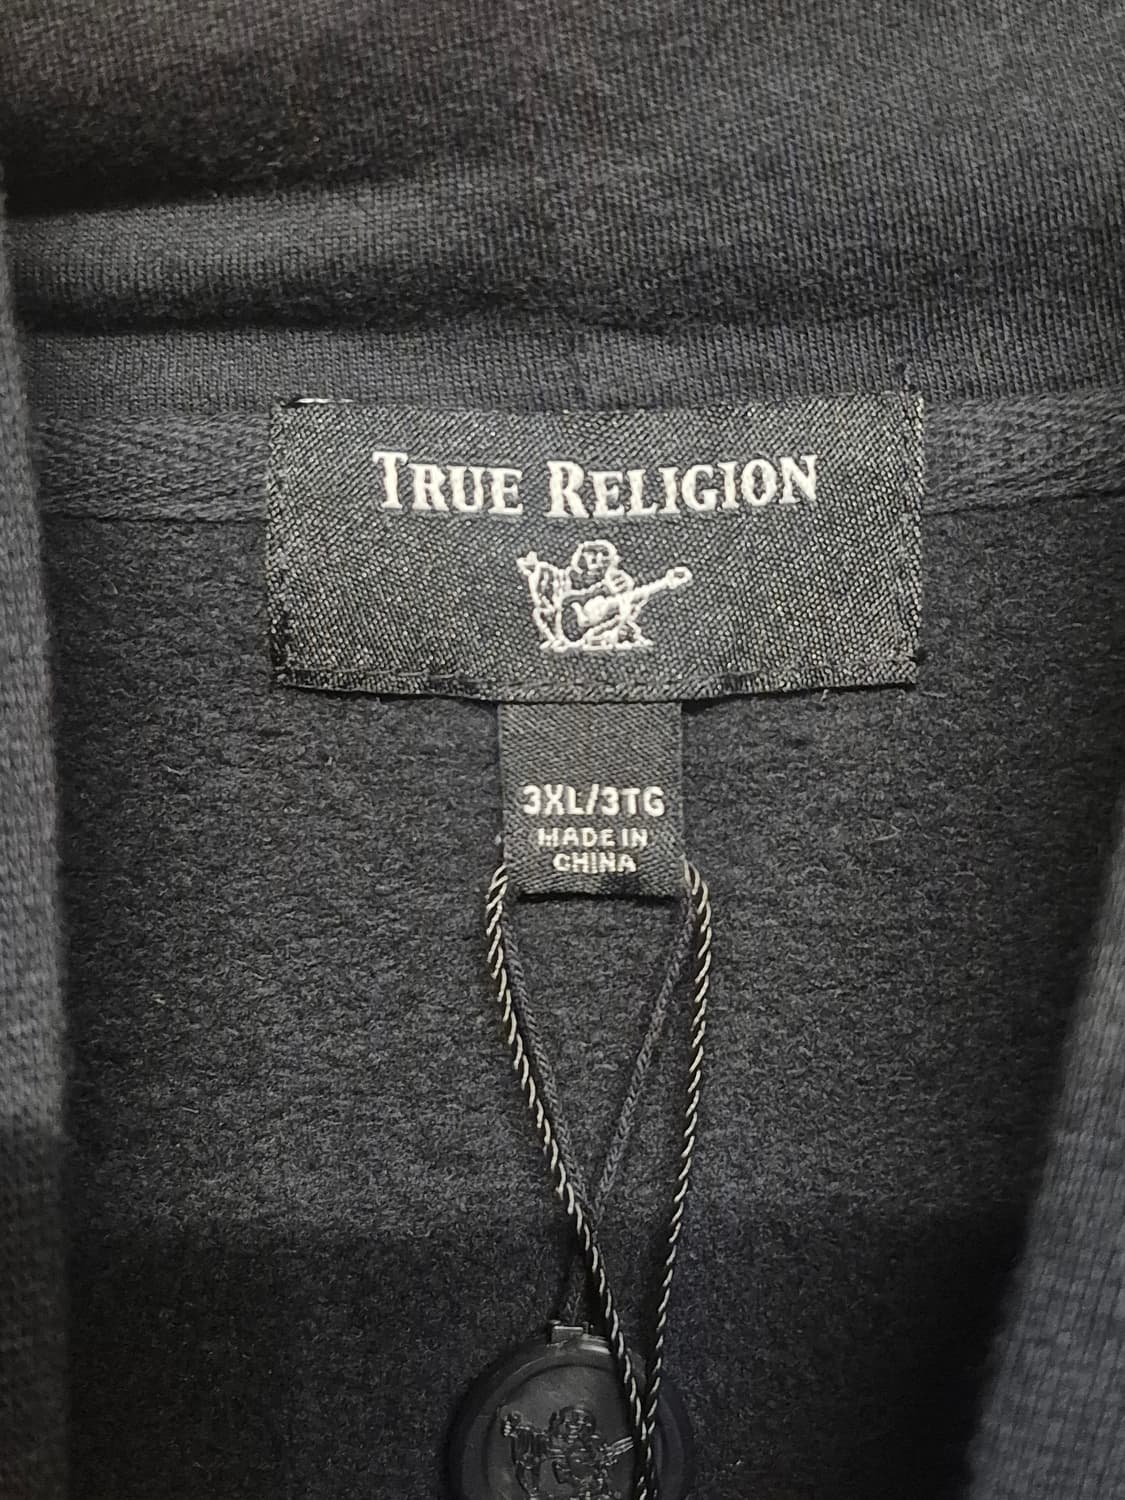 TRUE RELIGION
3XL/3TG
MADE IN
CHINA